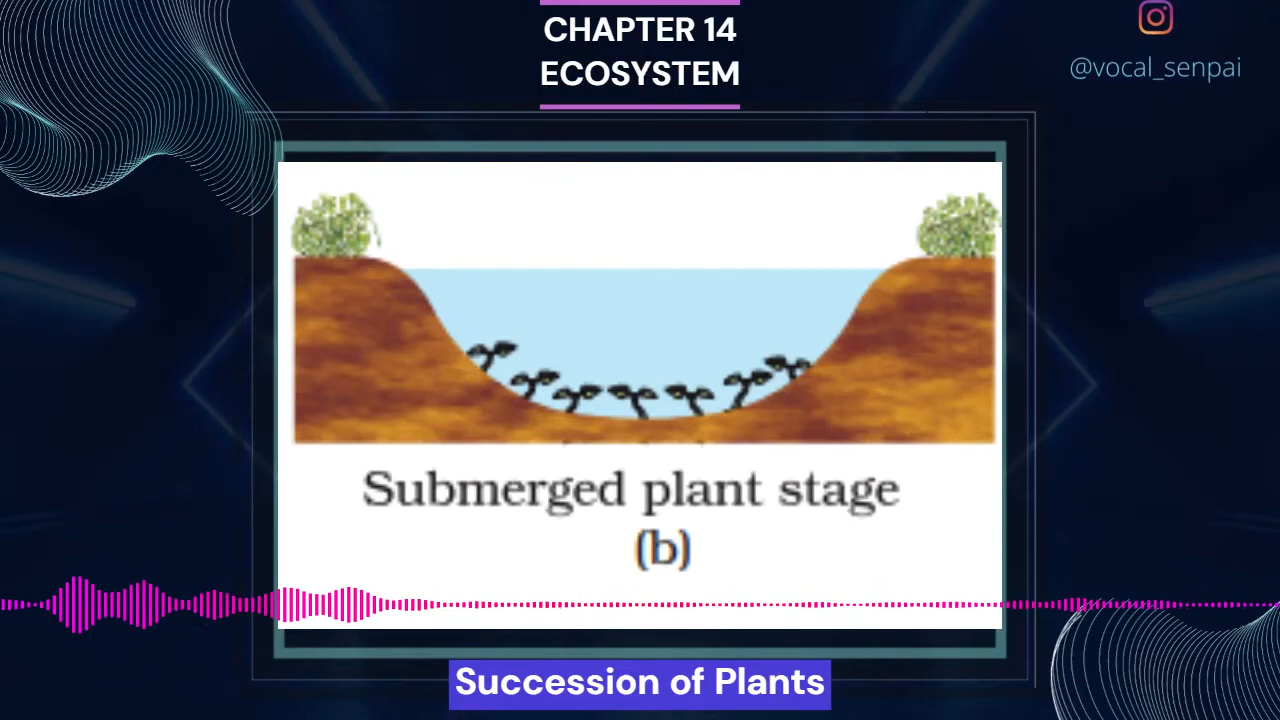 CHAPTER 14
ECOSYSTEM
@vocal_senpai
Submerged plant stage
(b)
Succession of Plants